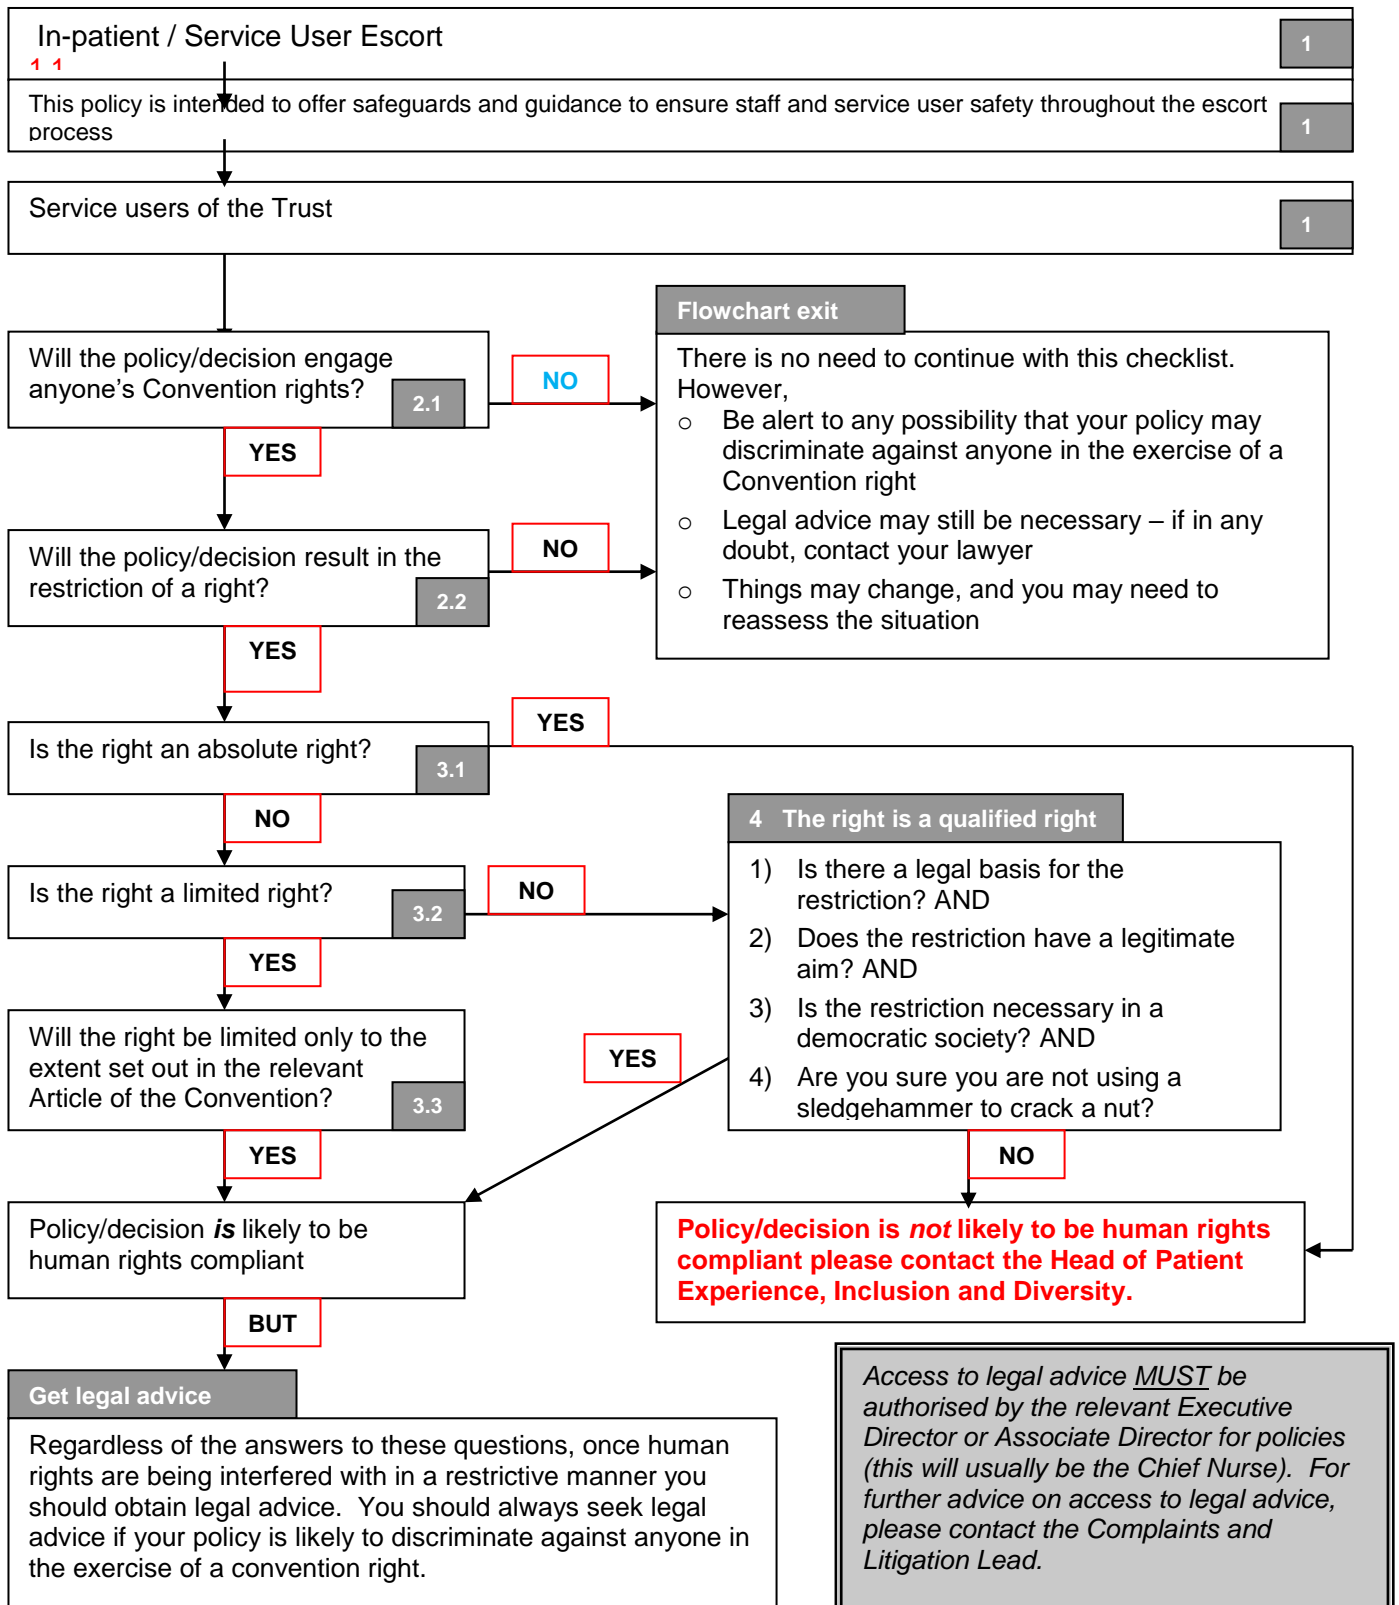 In-patient / Service User Escort
1
1 1
This policy is intended to offer safeguards and guidance to ensure staff and service user safety throughout the escort
process
1
Service users of the Trust
1
Will the policy/decision engage
anyone’s Convention rights?
2.1
NO
YES
Flowchart exit
There is no need to continue with this checklist.
However,
o Be alert to any possibility that your policy may
discriminate against anyone in the exercise of a
Convention right
o Legal advice may still be necessary – if in any
doubt, contact your lawyer
o Things may change, and you may need to
reassess the situation
Will the policy/decision result in the
restriction of a right?
2.2
NO
YES
Is the right an absolute right?
3.1
YES
NO
Is the right a limited right?
3.2
NO
YES
4 The right is a qualified right
1) Is there a legal basis for the
restriction? AND
2) Does the restriction have a legitimate
aim? AND
3) Is the restriction necessary in a
democratic society? AND
4) Are you sure you are not using a
sledgehammer to crack a nut?
YES
NO
Will the right be limited only to the
extent set out in the relevant
Article of the Convention?
3.3
YES
Policy/decision is likely to be
human rights compliant
BUT
Policy/decision is not likely to be human rights
compliant please contact the Head of Patient
Experience, Inclusion and Diversity.
Get legal advice
Regardless of the answers to these questions, once human
rights are being interfered with in a restrictive manner you
should obtain legal advice. You should always seek legal
advice if your policy is likely to discriminate against anyone in
the exercise of a convention right.
Access to legal advice MUST be
authorised by the relevant Executive
Director or Associate Director for policies
(this will usually be the Chief Nurse). For
further advice on access to legal advice,
please contact the Complaints and
Litigation Lead.